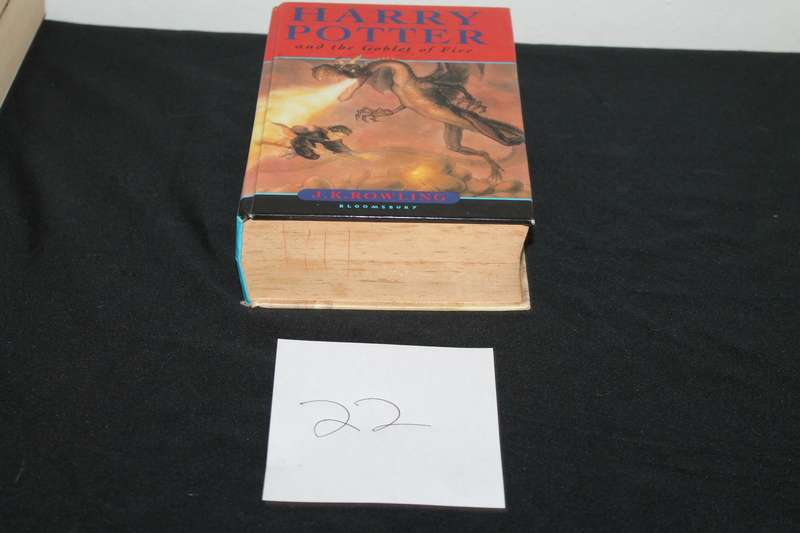 HARRY
POTTER
and the Goblet of Fire
J.K.ROWLING
BLOOMSBURY
22